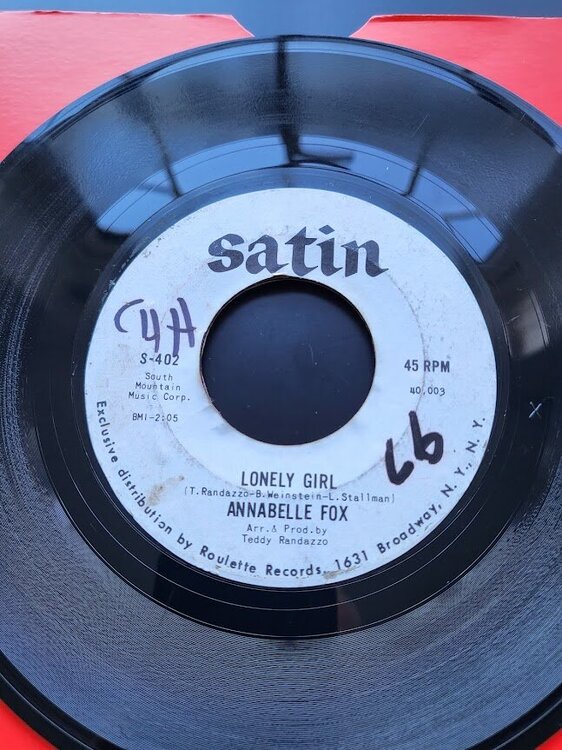 satin
C4H
S-402
South
Mountain
Music Corp.
BMI-2:05
45 RPM
40,003
66
LONELY GIRL
(T.Randazzo-B.Weinstein-L.Stallman)
ANNABELLE FOX
Arr.& Prod.by
Teddy Randazzo
Exclusive distribution by Roulette Records, 1631 Broadway, N. Y., N. Y.
x